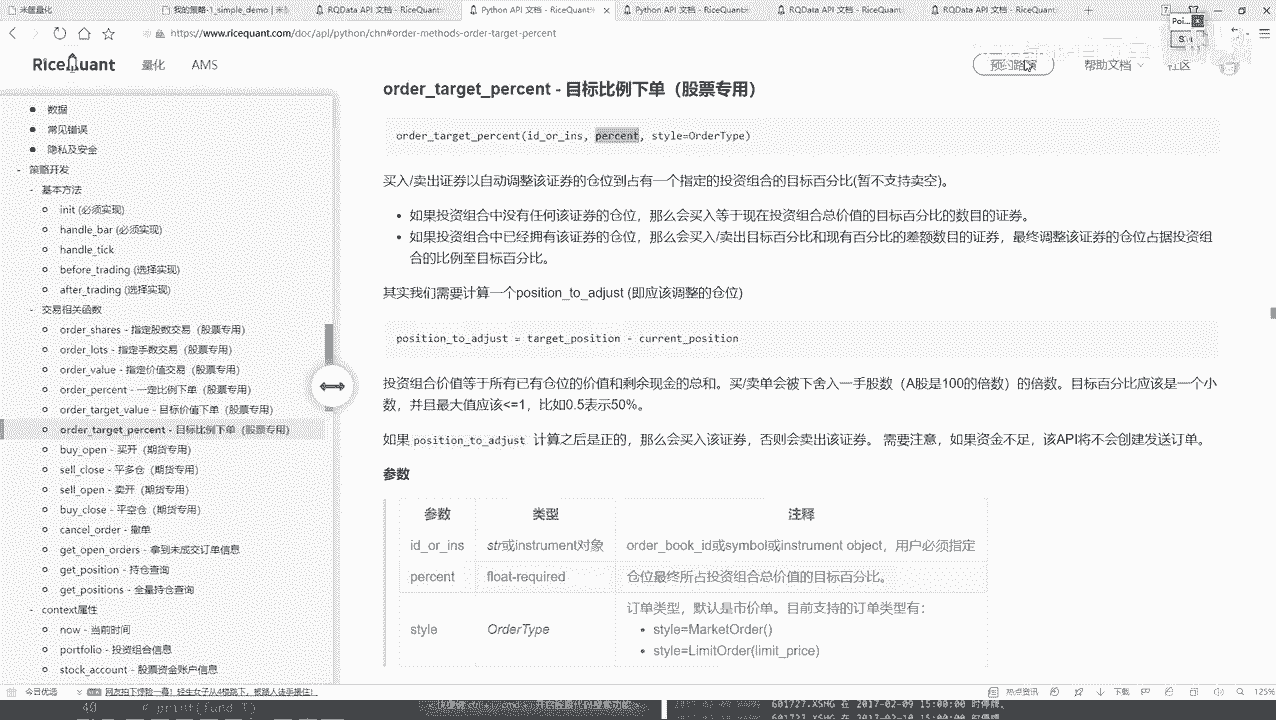 米筐量化
我的策略-1_simple_demo | 米
RQData API 文档 - RiceQuant
Python API 文档 - RiceQuant®
Python API 文档 - RiceQuant®
RQData API 文档 - RiceQuant
RQData API 文档 - RiceQuant
https://www.ricequant.com/doc/api/python/chn#order-methods-order-target-percent
RiceQuant 量化 AMS
帮助文档
社区
数据
常见错误
隐私及安全
策略开发
基本方法
init (必须实现)
handle_bar (必须实现)
handle_tick
before_trading (选择实现)
after_trading (选择实现)
交易相关函数
order_shares - 指定股数交易（股票专用）
order_lots - 指定手数交易（股票专用）
order_value - 指定价值交易（股票专用）
order_percent - 一定比例下单（股票专用）
order_target_value - 目标价值下单（股票专用）
order_target_percent - 目标比例下单（股票专用）
buy_open - 买开（期货专用）
sell_close - 平多仓（期货专用）
sell_open - 卖开（期货专用）
buy_close - 平空仓（期货专用）
cancel_order - 撤单
get_open_orders - 拿到未成交订单信息
get_position - 持仓查询
get_positions - 全量持仓查询
context属性
now - 当前时间
portfolio - 投资组合信息
stock_account - 股票资金账户信息
order_target_percent - 目标比例下单（股票专用）
order_target_percent(id_or_ins, percent, style=OrderType)
买入/卖出证券以自动调整该证券的仓位到占有一个指定的投资组合的目标百分比(暂不支持卖空)。
如果投资组合中没有任何该证券的仓位，那么会买入等于现在投资组合总价值的目标百分比的数目的证券。
如果投资组合中已经拥有该证券的仓位，那么会买入/卖出目标百分比和现有百分比的差额数目的证券，最终调整该证券的仓位占据投资组
合的比例至目标百分比。
其实我们需要计算一个position_to_adjust (即应该调整的仓位)
position_to_adjust = target_position - current_position
投资组合价值等于所有已有仓位的价值和剩余现金的总和。买/卖单会被下舍入一手股数（A股是100的倍数）的倍数。目标百分比应该是一个小
数，并且最大值应该<=1，比如0.5表示50%。
如果 position_to_adjust 计算之后是正的，那么会买入该证券，否则会卖出该证券。 需要注意，如果资金不足，该API将不会创建发送订单。
参数
参数 类型 注释
id_or_ins str或instrument对象 order_book_id或symbol或instrument object，用户必须指定
percent float-required 仓位最终所占投资组合总价值的目标百分比。
订单类型，默认是市价单。目前支持的订单类型有：
style OrderType style=MarketOrder()
style=LimitOrder(limit_price)
今日优选
热点资讯
下载
125%
40 # print(fund_T)
601727.XSHG 在 2017-02-09 15:00:00 时停牌,